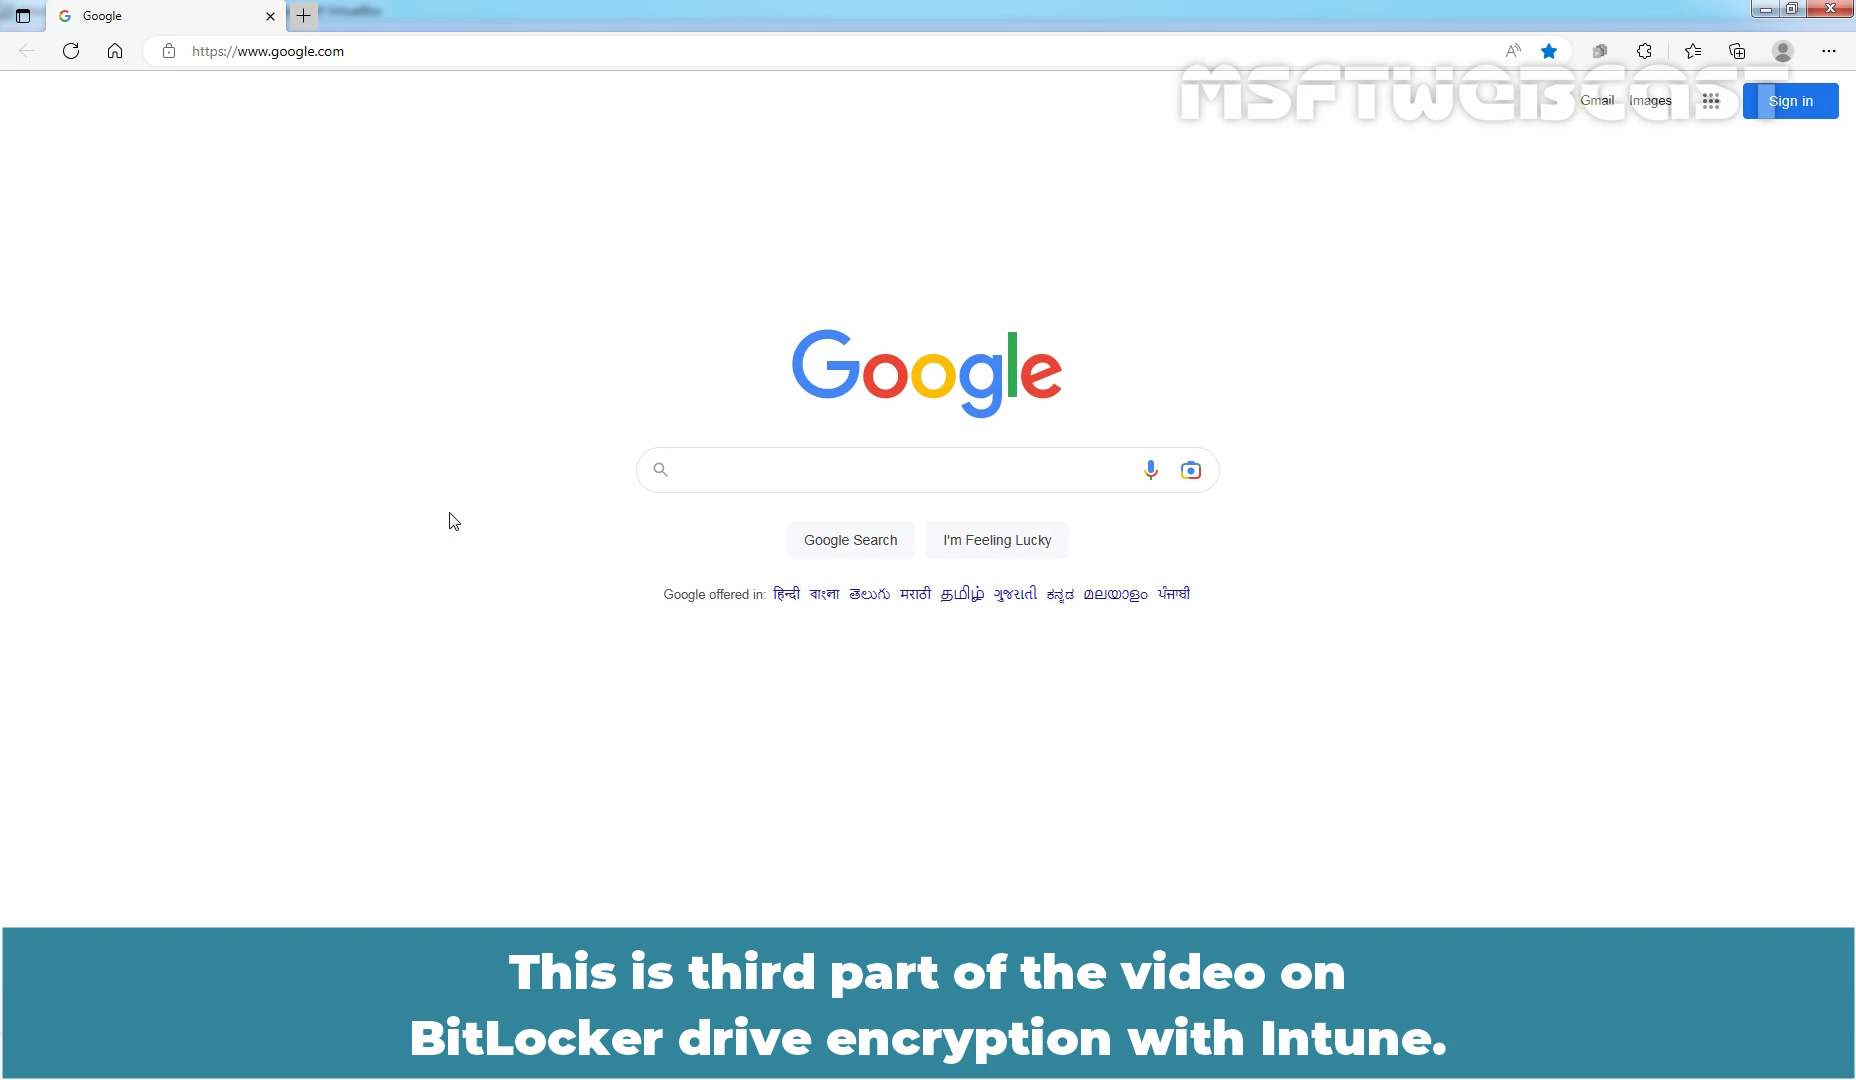 Google
https://www.google.com
MSFTWEBCAST
Gmail Images Sign in
Google
Google Search I'm Feeling Lucky
Google offered in: हिन्दी বাংলা తెలుగు मराठी தமிழ் ગુજરાતી ಕನ್ನಡ മലയാളം ਪੰਜਾਬੀ
This is third part of the video on
BitLocker drive encryption with Intune.